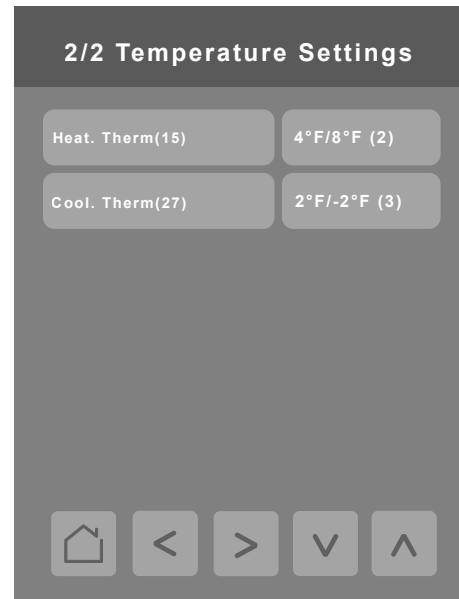 2/2 Temperature Settings
Heat. Therm(15) 4°F/8°F (2)
Cool. Therm(27) 2°F/-2°F (3)
< > V Λ